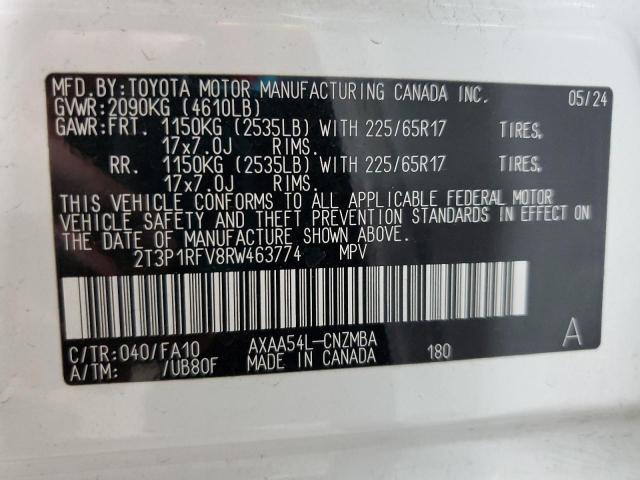 MFD.BY:TOYOTA MOTOR MANUFACTURING CANADA INC. 05/24
GVWR:2090KG (4610LB)
GAWR:FRT. 1150KG (2535LB) WITH 225/65R17 TIRES,
17x7.0J RIMS.
RR. 1150KG (2535LB) WITH 225/65R17 TIRES,
17x7.0J RIMS.
THIS VEHICLE CONFORMS TO ALL APPLICABLE FEDERAL MOTOR
VEHICLE SAFETY AND THEFT PREVENTION STANDARDS IN EFFECT ON
THE DATE OF MANUFACTURE SHOWN ABOVE.
2T3P1RFV8RW463774 MPV
C/TR:040/FA10 AXAA54L-CNZMBA 180 A
A/TM: /UB80F MADE IN CANADA